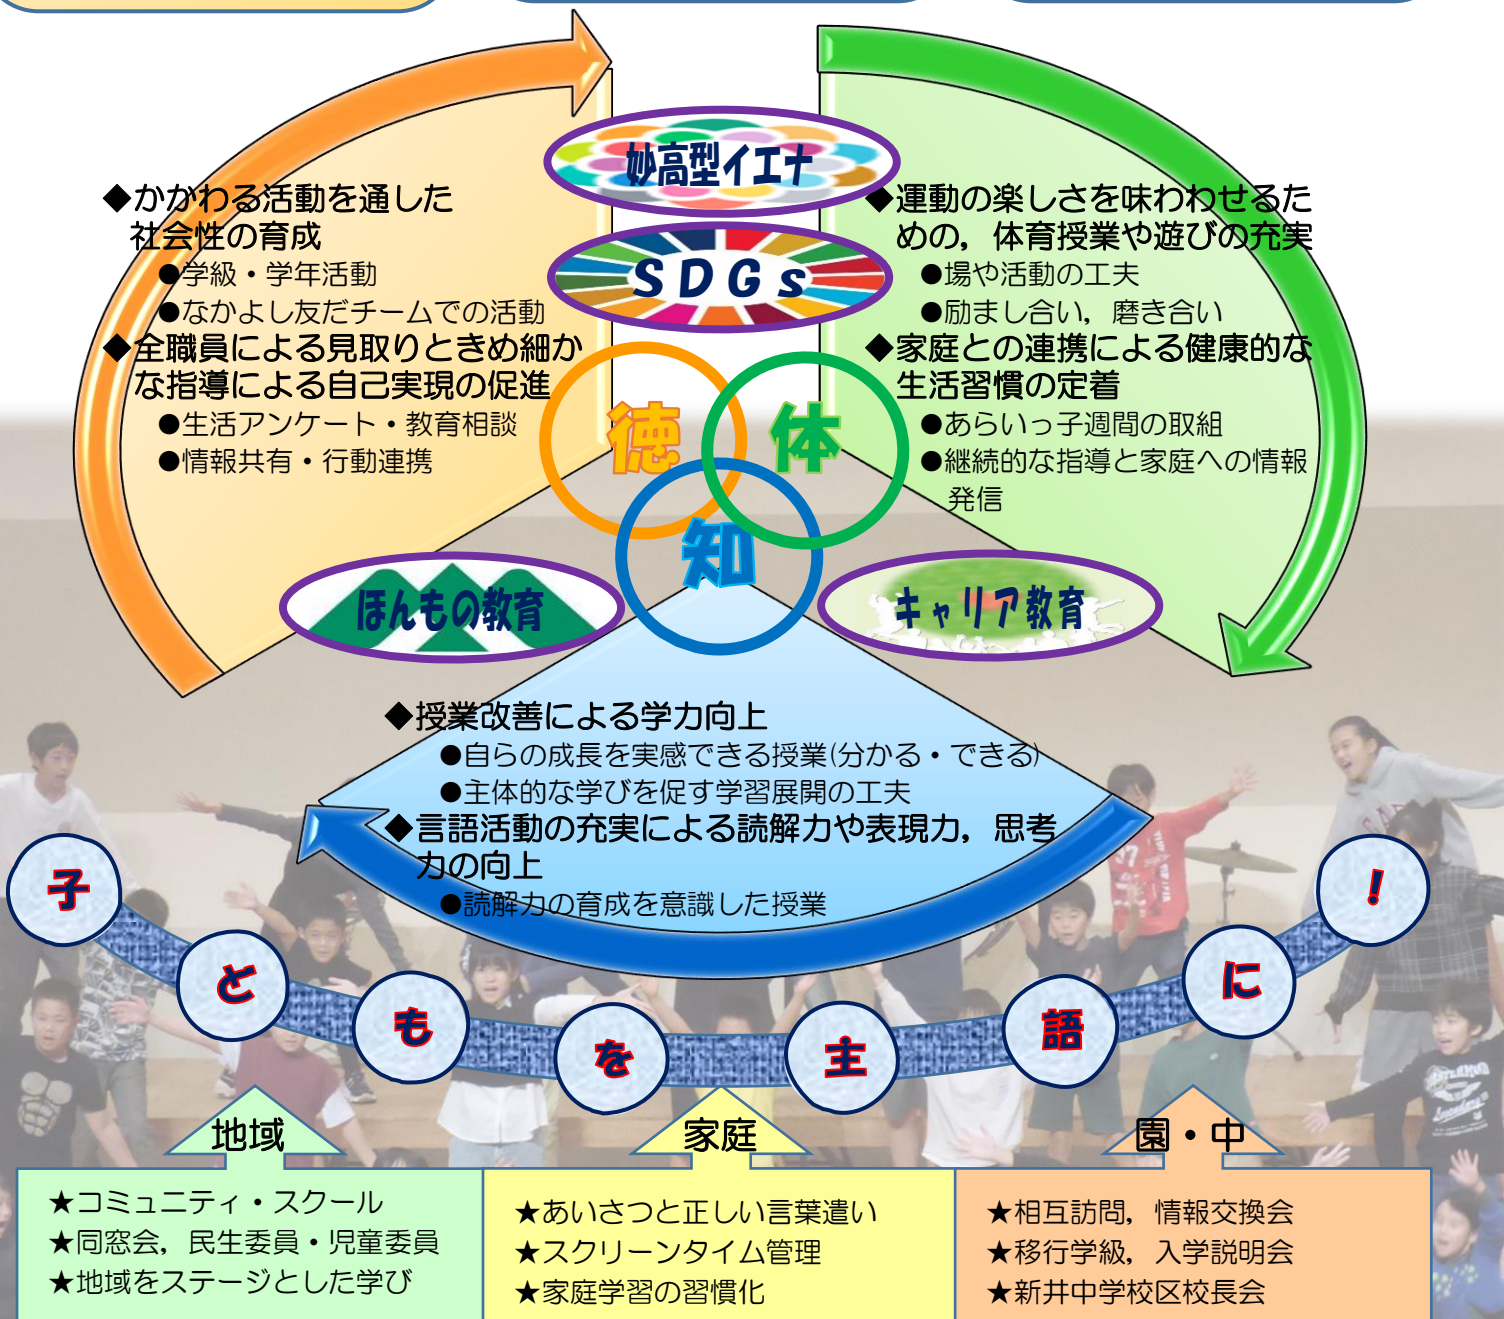 妙高型イエナ
SDGs
◆かかわる活動を通した
社会性の育成
●学級・学年活動
●なかよし友だチームでの活動
◆全職員による見取りときめ細か
な指導による自己実現の促進
●生活アンケート・教育相談
●情報共有・行動連携
◆運動の楽しさを味わわせるた
めの，体育授業や遊びの充実
●場や活動の工夫
●励まし合い，磨き合い
◆家庭との連携による健康的な
生活習慣の定着
●あらいっ子週間の取組
●継続的な指導と家庭への情報
発信
徳
体
知
ほんもの教育
キャリア教育
◆授業改善による学力向上
●自らの成長を実感できる授業(分かる・できる)
●主体的な学びを促す学習展開の工夫
◆言語活動の充実による読解力や表現力，思考
力の向上
●読解力の育成を意識した授業
子どもを主語に！
地域
★コミュニティ・スクール
★同窓会，民生委員・児童委員
★地域をステージとした学び
家庭
★あいさつと正しい言葉遣い
★スクリーンタイム管理
★家庭学習の習慣化
園・中
★相互訪問，情報交換会
★移行学級，入学説明会
★新井中学校区校長会